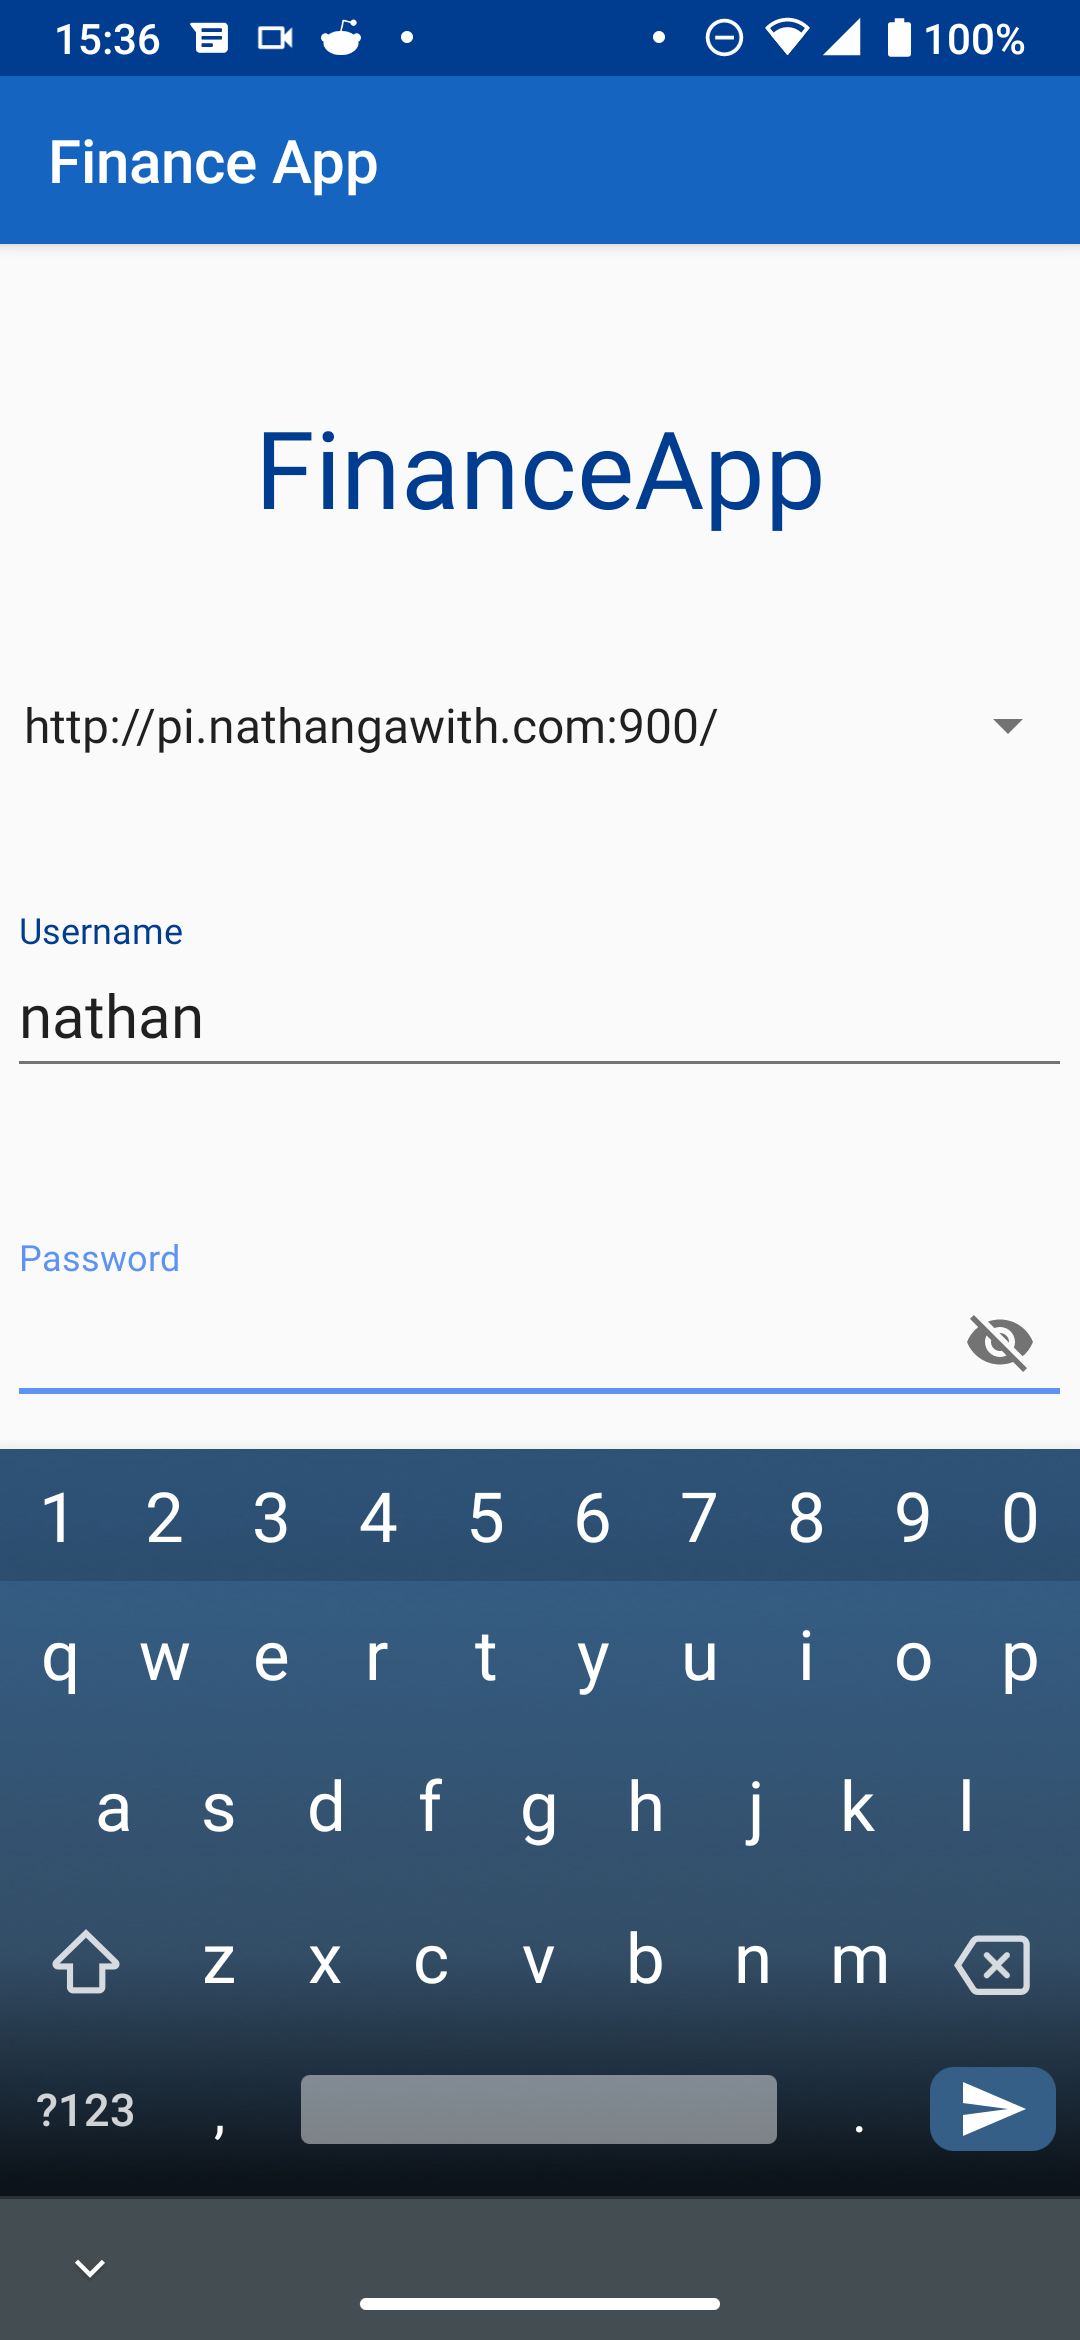 15:36 100%
Finance App
FinanceApp
http://pi.nathangawith.com:900/
Username
nathan
Password
1 2 3 4 5 6 7 8 9 0
q w e r t y u i o p
a s d f g h j k l
z x c v b n m
?123 , .